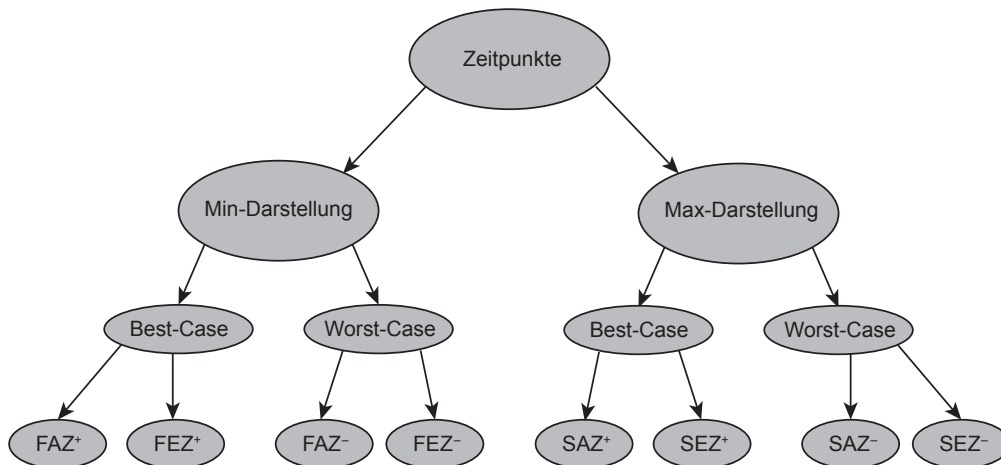 Zeitpunkte
Min-Darstellung
Max-Darstellung
Best-Case
Worst-Case
Best-Case
Worst-Case
FAZ⁺
FEZ⁺
FAZ⁻
FEZ⁻
SAZ⁺
SEZ⁺
SAZ⁻
SEZ⁻